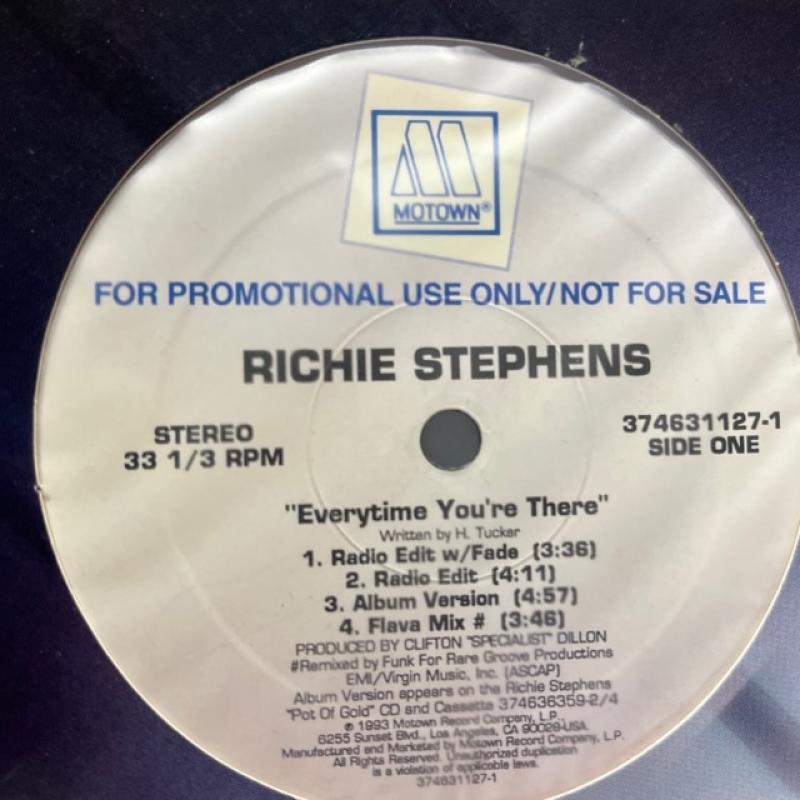 MOTOWN®
FOR PROMOTIONAL USE ONLY/NOT FOR SALE
RICHIE STEPHENS
STEREO
33 1/3 RPM
374631127-1
SIDE ONE
"Everytime You're There"
Written by H. Tucker
1. Radio Edit w/Fade (3:36)
2. Radio Edit (4:11)
3. Album Version (4:57)
4. Flava Mix # (3:46)
PRODUCED BY CLIFTON "SPECIALIST" DILLON
#Remixed by Funk For Rare Groove Productions
EMI/Virgin Music, Inc. (ASCAP)
Album Version appears on the Richie Stephens
"Pot Of Gold" CD and Cassette 374636359-2/4
℗ 1993 Motown Record Company, L.P.
6255 Sunset Blvd., Los Angeles, CA 90028-USA
Manufactured and Marketed by Motown Record Company, L.P.
All Rights Reserved. Unauthorized duplication
is a violation of applicable laws.
374631127-1